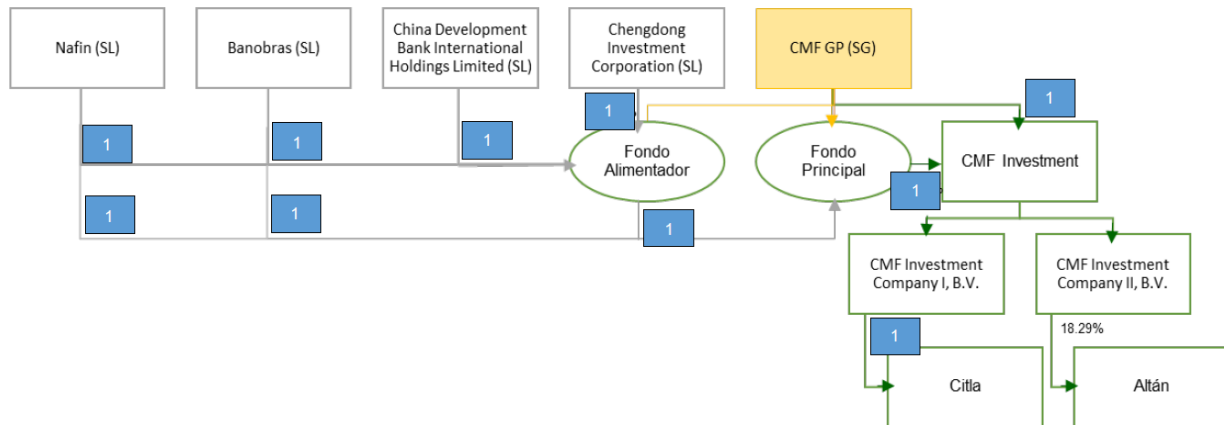 Nafin (SL)
Banobras (SL)
China Development
Bank International
Holdings Limited (SL)
Chengdong
Investment
Corporation (SL)
CMF GP (SG)
1
1
1
1
1
Fondo
Alimentador
Fondo
Principal
CMF Investment
1
1
1
1
CMF Investment
Company I, B.V.
CMF Investment
Company II, B.V.
18.29%
1
Citla
Altán